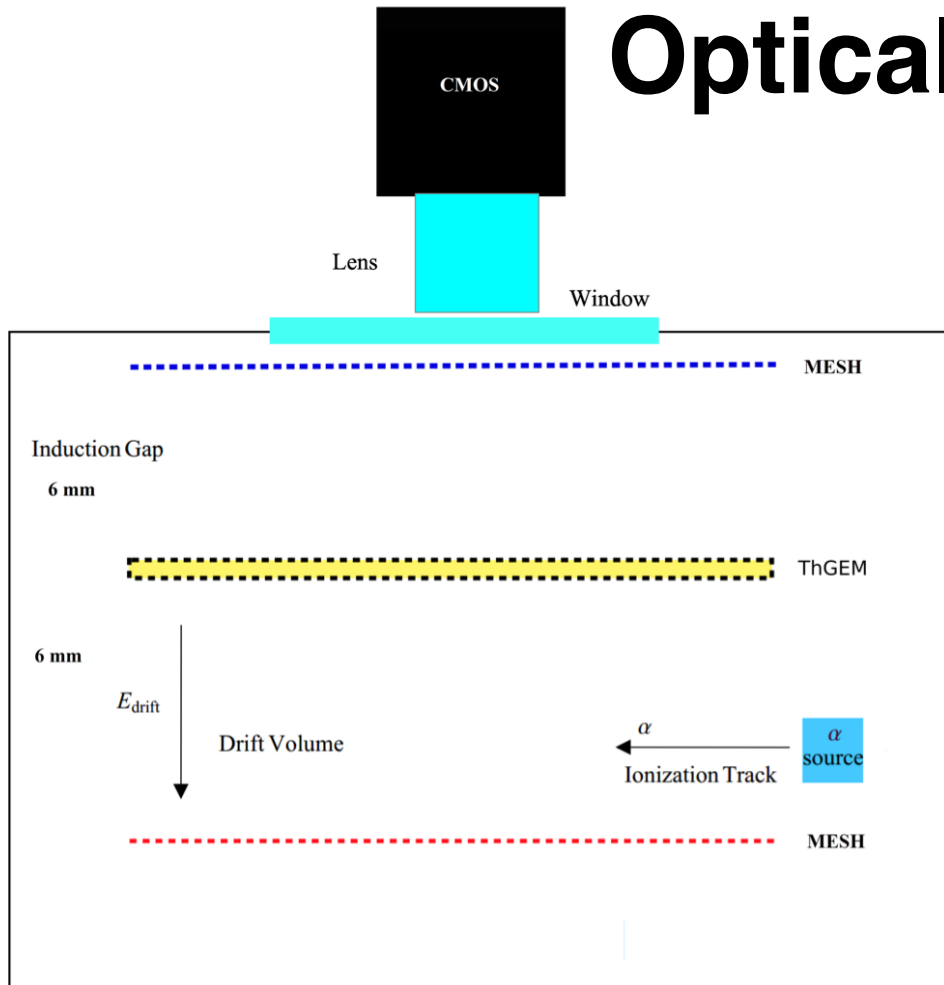 Optical
CMOS
Lens
Window
MESH
Induction Gap
6 mm
ThGEM
6 mm
E_drift
Drift Volume
α
α
source
Ionization Track
MESH